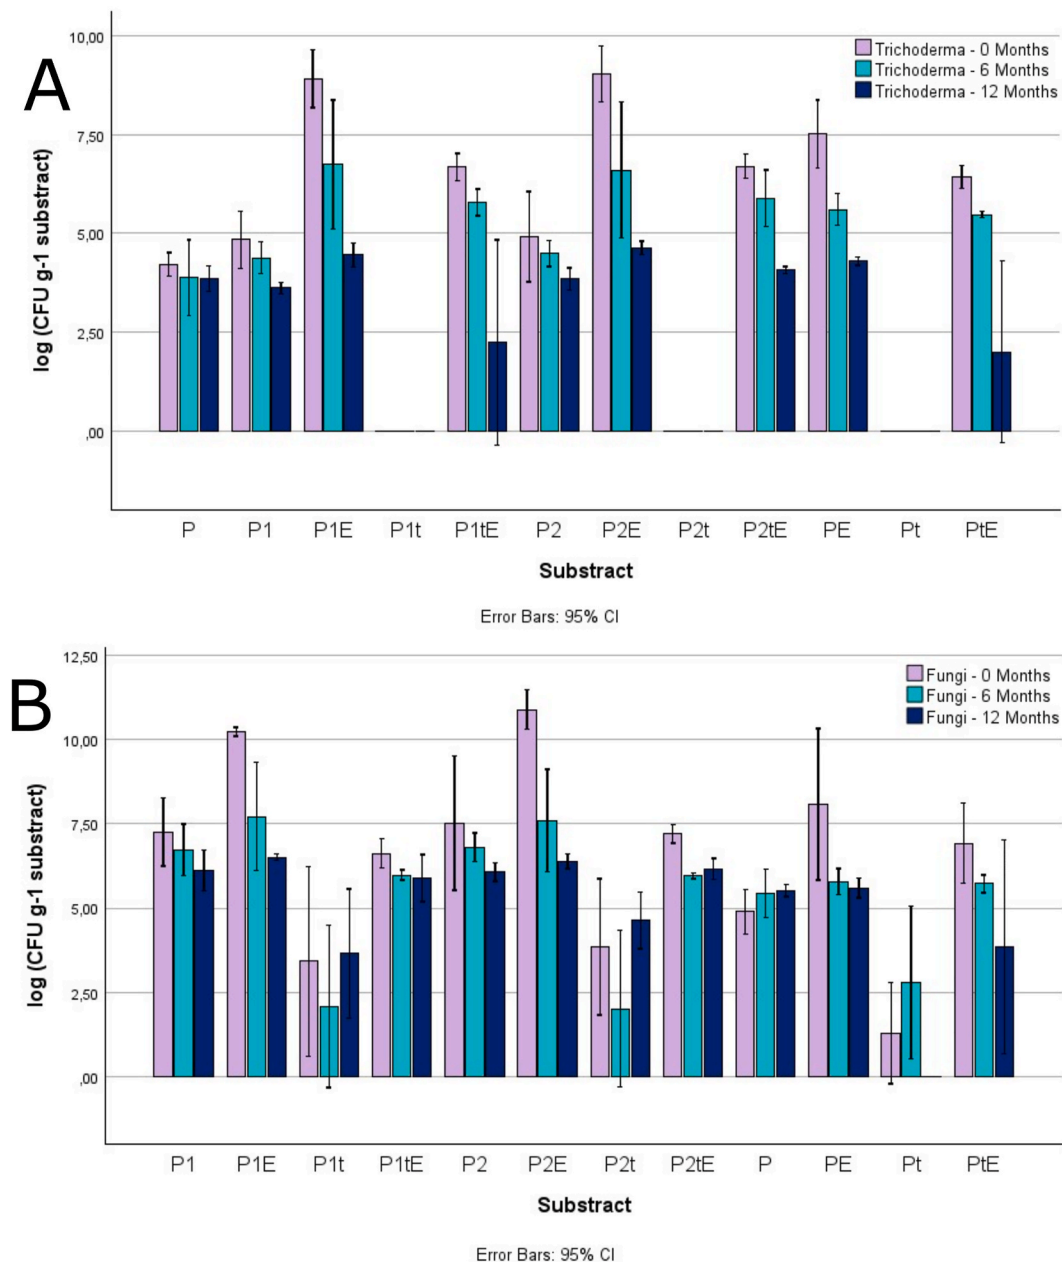 A
10,00
7,50
5,00
2,50
,00
log (CFU g-1 substract)
Trichoderma - 0 Months
Trichoderma - 6 Months
Trichoderma - 12 Months
P P1 P1E P1t P1tE P2 P2E P2t P2tE PE Pt PtE
Substract
Error Bars: 95% CI
B
12,50
10,00
7,50
5,00
2,50
,00
log (CFU g-1 substract)
Fungi - 0 Months
Fungi - 6 Months
Fungi - 12 Months
P1 P1E P1t P1tE P2 P2E P2t P2tE P PE Pt PtE
Substract
Error Bars: 95% CI